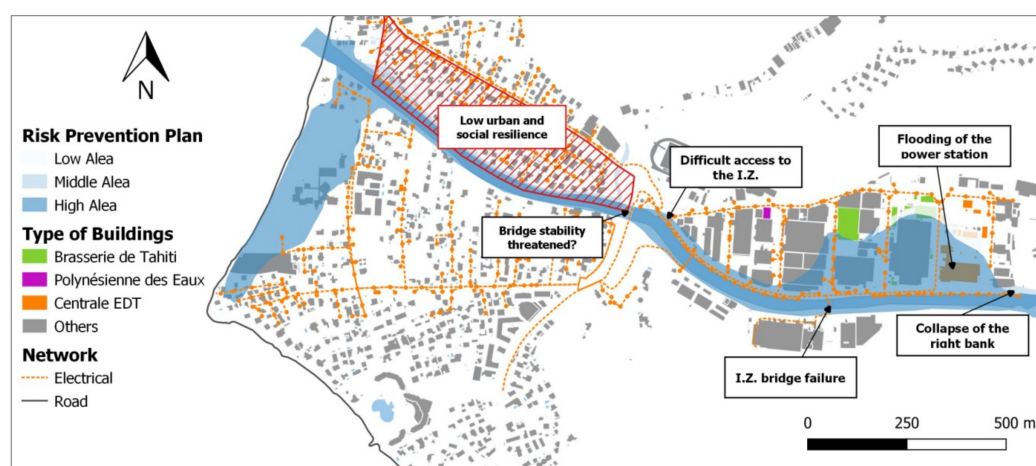 N
Risk Prevention Plan
Low Alea
Middle Alea
High Alea
Type of Buildings
Brasserie de Tahiti
Polynésienne des Eaux
Centrale EDT
Others
Network
Electrical
Road
Low urban and
social resilience
Difficult access to
the I.Z.
Flooding of the
power station
Bridge stability
threatened?
I.Z. bridge failure
Collapse of the
right bank
0 250 500 m